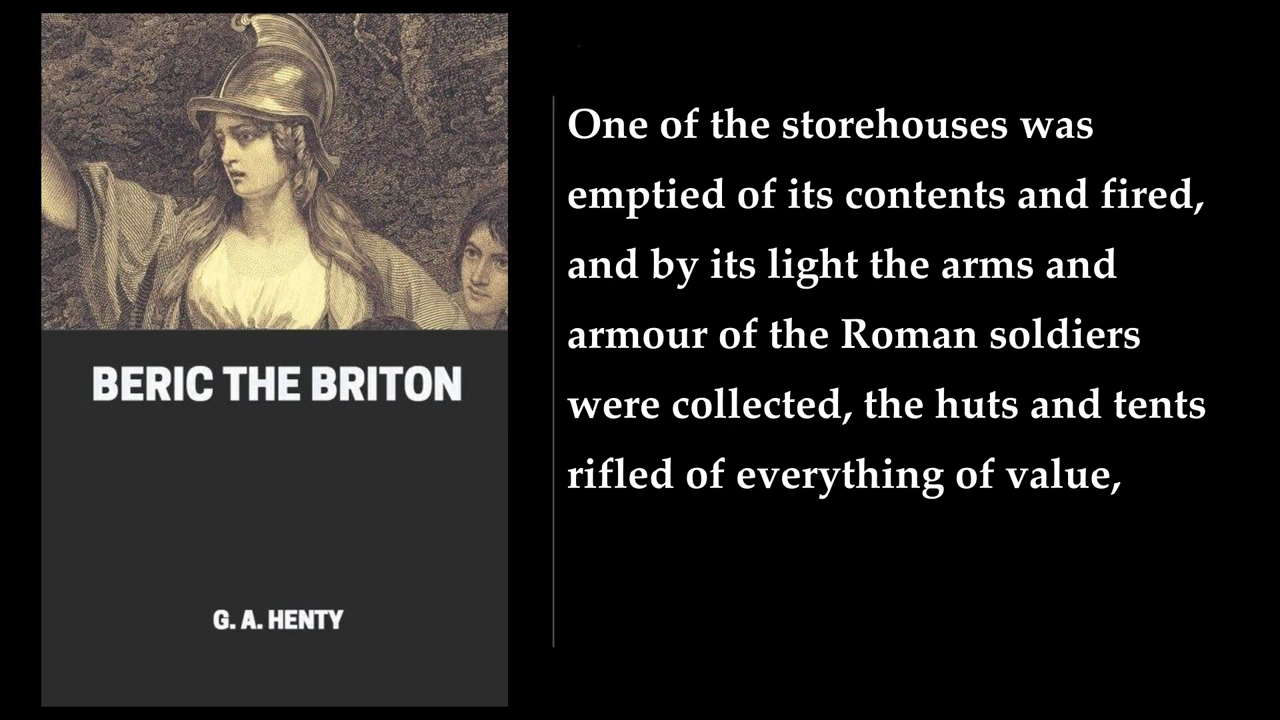 BERIC THE BRITON
G. A. HENTY
One of the storehouses was
emptied of its contents and fired,
and by its light the arms and
armour of the Roman soldiers
were collected, the huts and tents
rifled of everything of value,